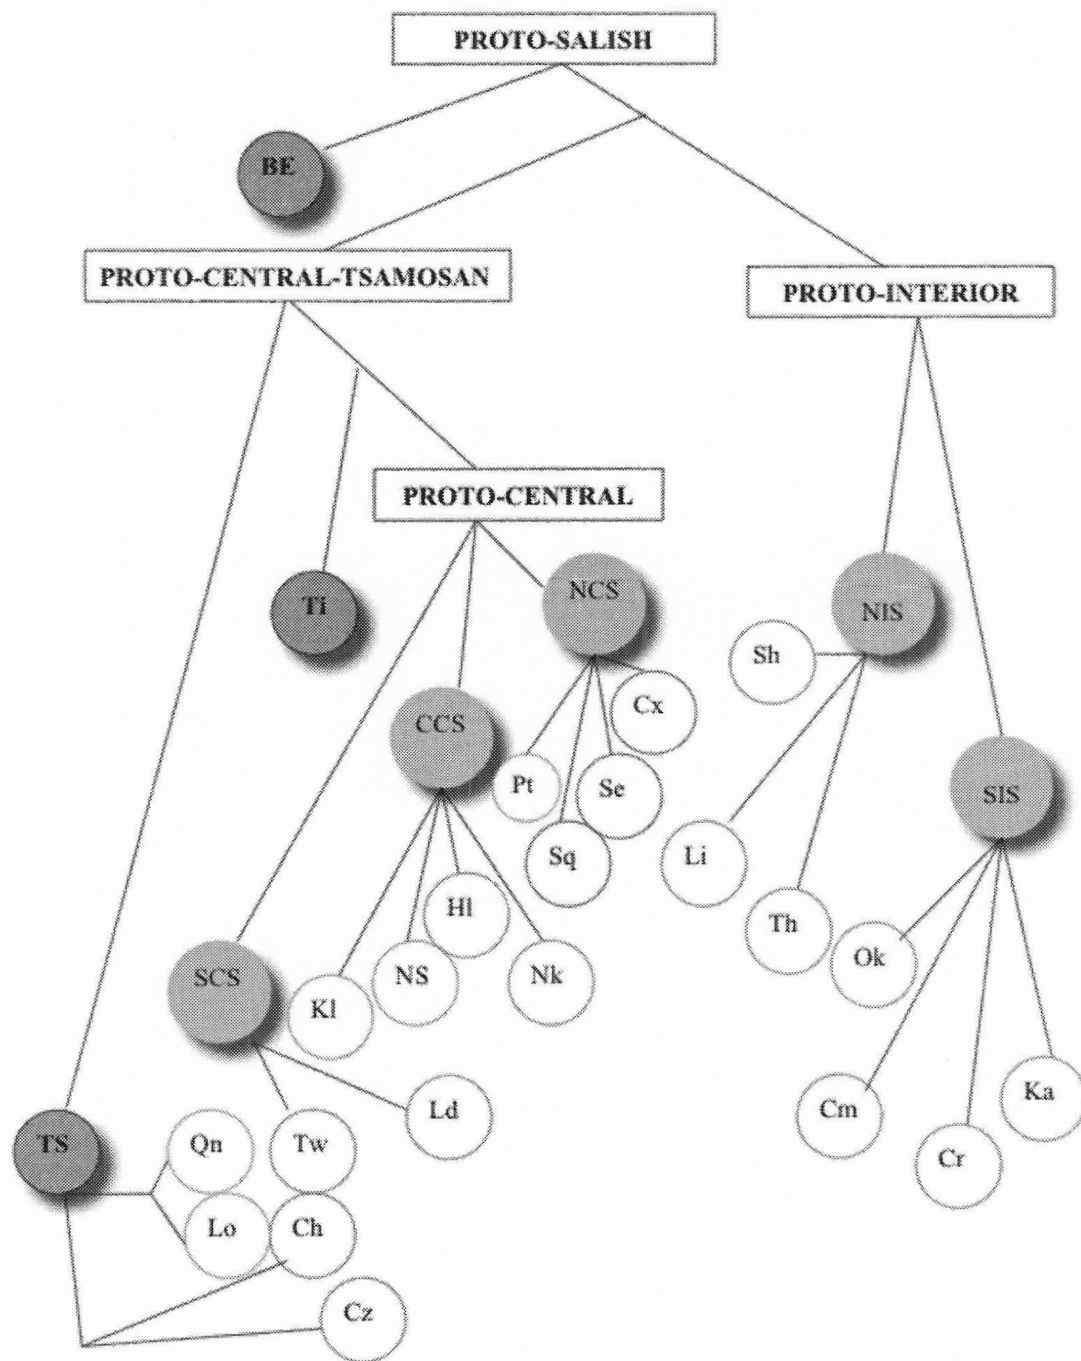 PROTO-SALISH
BE
PROTO-CENTRAL-TSAMOSAN
PROTO-INTERIOR
PROTO-CENTRAL
Ti
NCS
NIS
Sh
Cx
CCS
Pt
Se
SIS
Sq
Li
Hl
Th
Ok
SCS
Kl
NS
Nk
Ld
Cm
Ka
TS
Qn
Tw
Cr
Lo
Ch
Cz